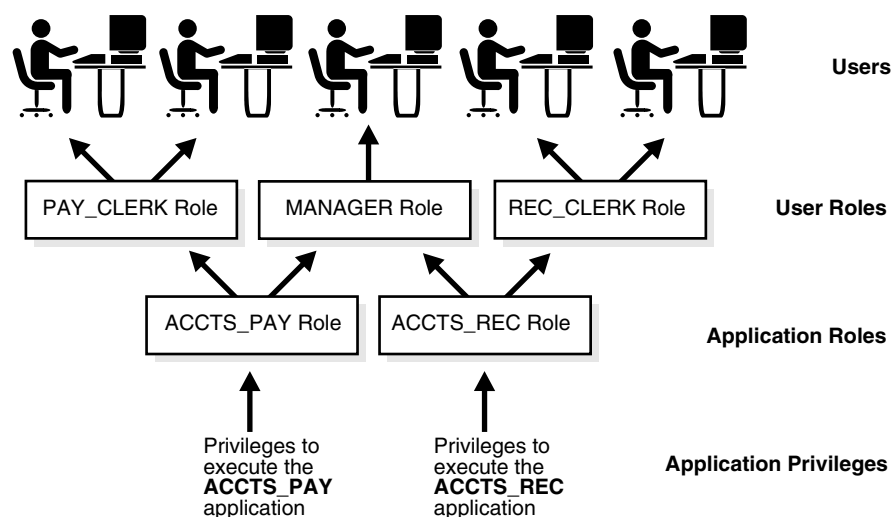 Users
PAY_CLERK Role
MANAGER Role
REC_CLERK Role
User Roles
ACCTS_PAY Role
ACCTS_REC Role
Application Roles
Privileges to
execute the
ACCTS_PAY
application
Privileges to
execute the
ACCTS_REC
application
Application Privileges